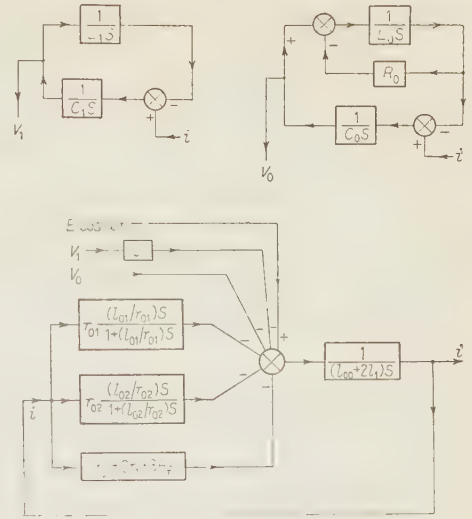 1
C₁S
+
−
V₁
i
+
−
1
R₀
1
C₀S
−
+
V₀
i
V₁
V₀
r₀₁ (l₀₁/r₀₁)S
1+(l₀₁/r₀₁)S
−
−
−
+
−
−
1
(l₀₀+2l₁)S
i
r₀₂ (l₀₂/r₀₂)S
1+(l₀₂/r₀₂)S
i